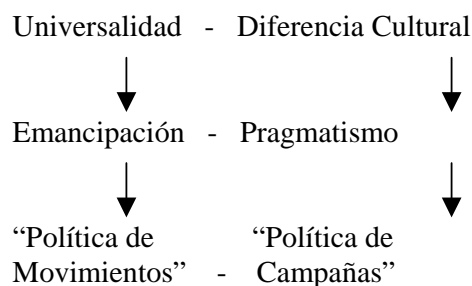 Universalidad - Diferencia Cultural
Emancipación - Pragmatismo
“Política de “Política de
Movimientos” - Campañas”